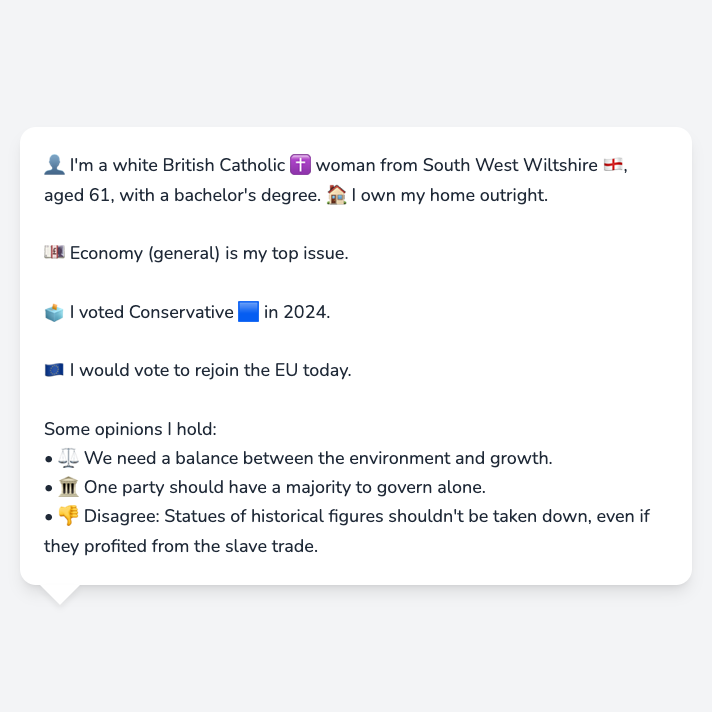 👤 I'm a white British Catholic ✝️ woman from South West Wiltshire 🏴󠁧󠁢󠁥󠁮󠁧󠁿,
aged 61, with a bachelor's degree. 🏠 I own my home outright.
💷 Economy (general) is my top issue.
🗳️ I voted Conservative 🟦 in 2024.
🇪🇺 I would vote to rejoin the EU today.
Some opinions I hold:
• ⚖️ We need a balance between the environment and growth.
• 🏛️ One party should have a majority to govern alone.
• 👎 Disagree: Statues of historical figures shouldn't be taken down, even if
they profited from the slave trade.